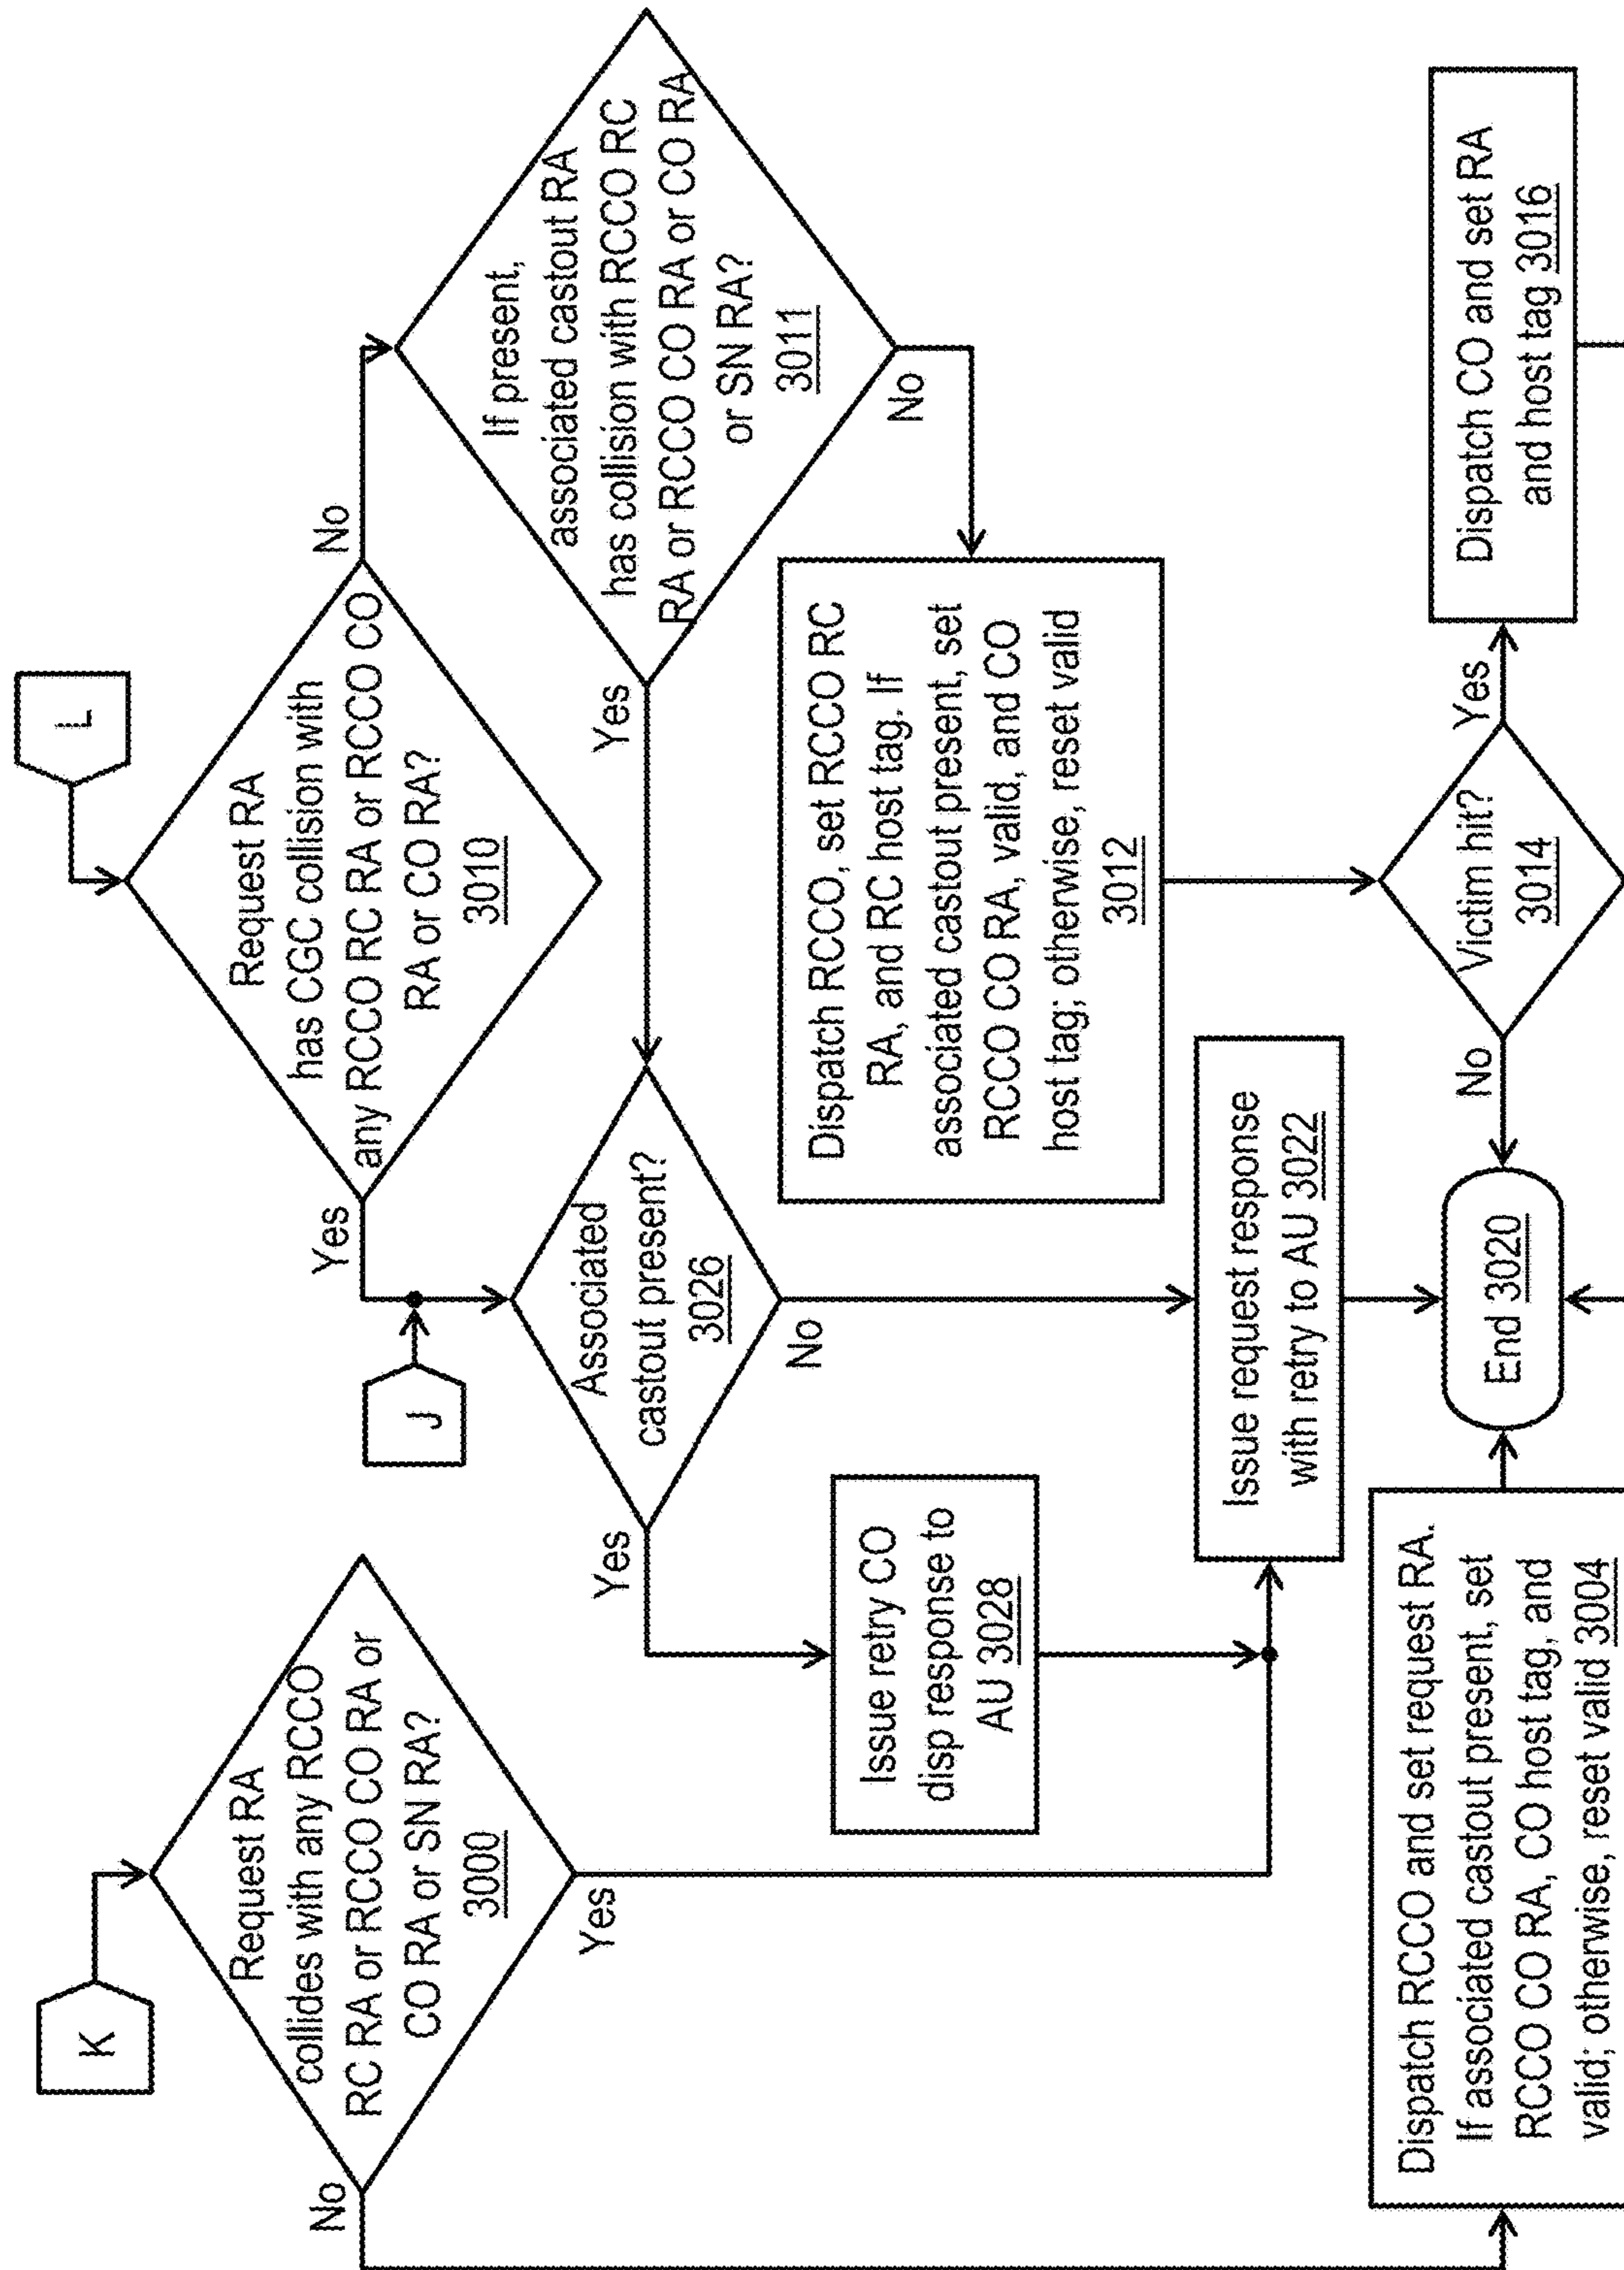 K
Request RA
collides with any RCCO
RC RA or RCCO CO RA or
CO RA or SN RA?
3000
No
Yes
J
L
Request RA
has CGC collision with
any RCCO RC RA or RCCO CO
RA or CO RA?
3010
Yes
No
If present,
associated castout RA
has collision with RCCO RC
RA or RCCO CO RA or CO RA
or SN RA?
3011
Yes
No
Associated
castout present?
3026
Yes
No
Issue retry CO
disp response to
AU 3028
Dispatch RCCO, set RCCO RC
RA, and RC host tag. If
associated castout present, set
RCCO CO RA, valid, and CO
host tag; otherwise, reset valid
3012
Issue request response
with retry to AU 3022
Dispatch RCCO and set request RA.
If associated castout present, set
RCCO CO RA, CO host tag, and
valid; otherwise, reset valid 3004
End 3020
No
Victim hit?
3014
Yes
Dispatch CO and set RA
and host tag 3016